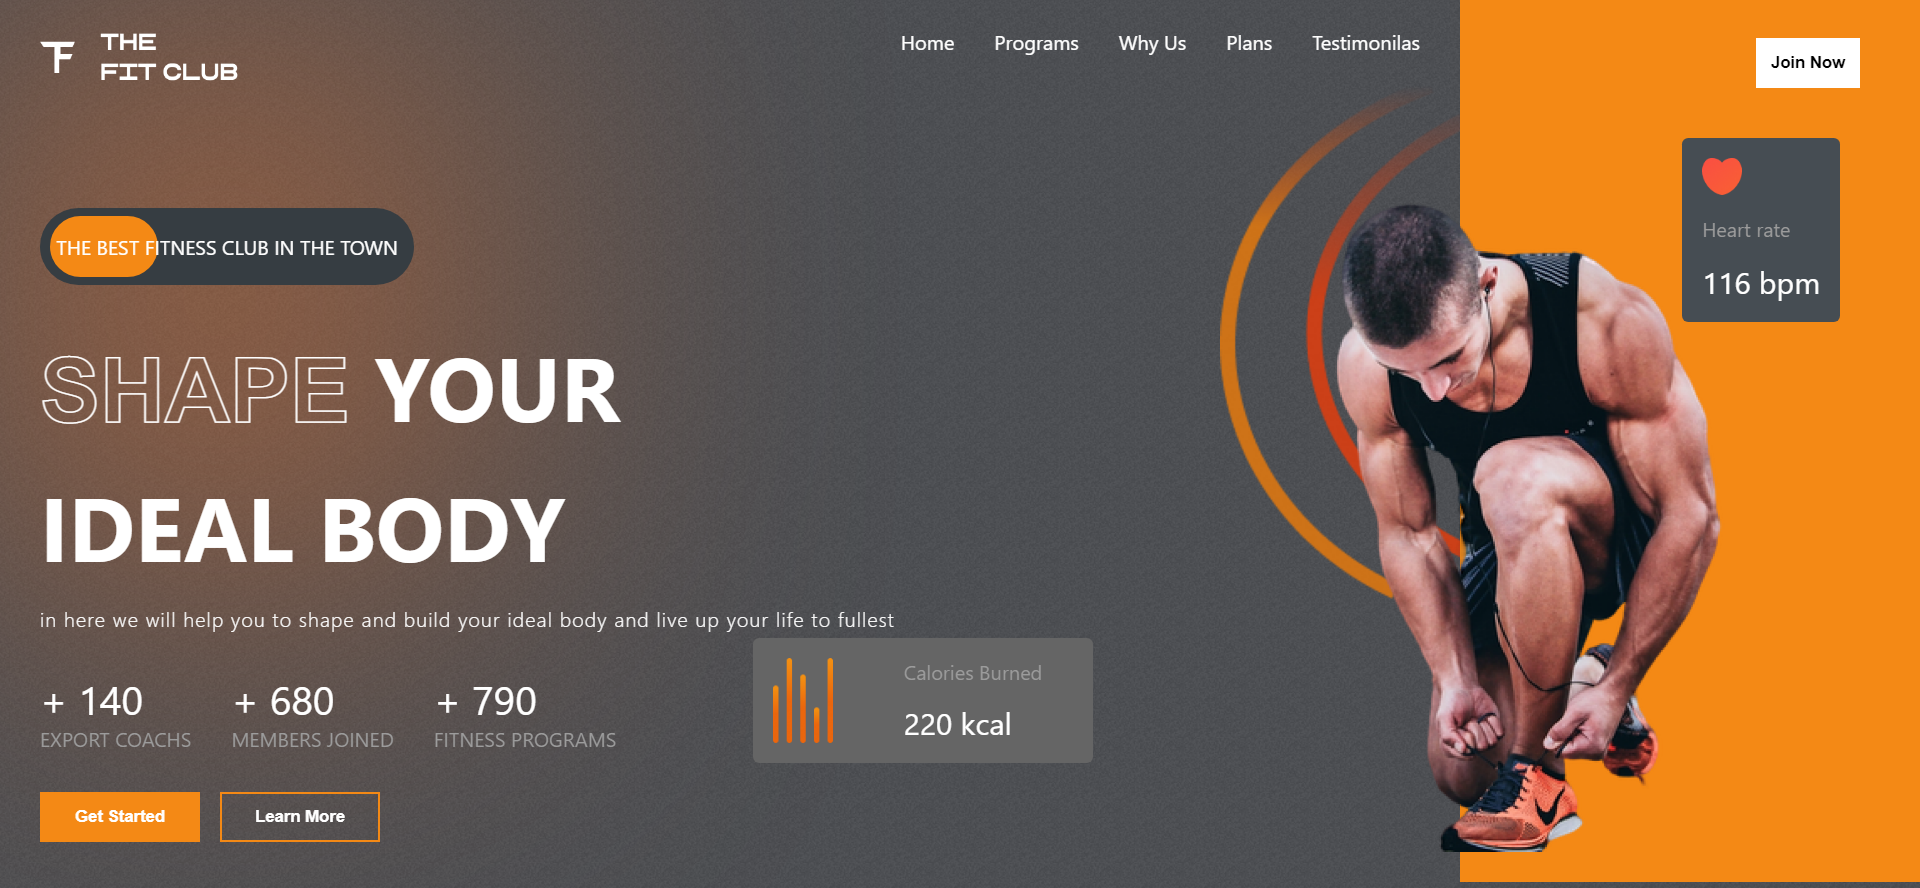 THE
FIT CLUB
Home Programs Why Us Plans Testimonilas
Join Now
Heart rate
116 bpm
THE BEST FITNESS CLUB IN THE TOWN
SHAPE YOUR
IDEAL BODY
in here we will help you to shape and build your ideal body and live up your life to fullest
+ 140
EXPORT COACHS
+ 680
MEMBERS JOINED
+ 790
FITNESS PROGRAMS
Calories Burned
220 kcal
Get Started
Learn More